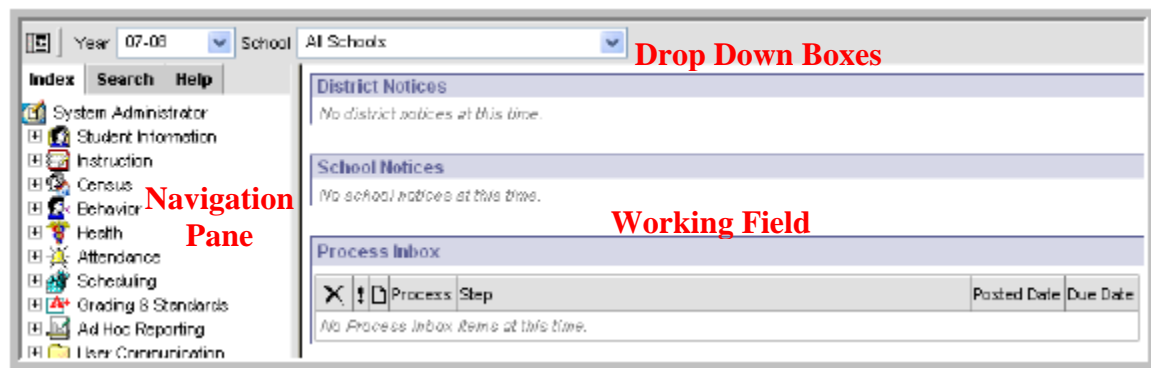 Year 07-08 School All Schools
Drop Down Boxes
Index Search Help
District Notices
No district notices at this time.
System Administrator
Student Information
Instruction
School Notices
Census
No school notices at this time.
Behavior
Navigation Pane
Working Field
Health
Process Inbox
Attendance
Scheduling
Process Step Posted Date Due Date
Grading & Standards
No Process Inbox items at this time.
Ad Hoc Reporting
User Communication